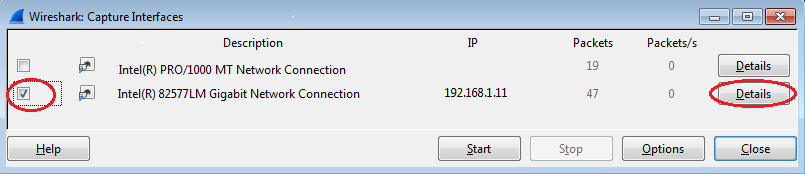 Wireshark: Capture Interfaces
Description IP Packets Packets/s
Intel(R) PRO/1000 MT Network Connection 19 0 Details
Intel(R) 82577LM Gigabit Network Connection 192.168.1.11 47 0 Details
Help Start Stop Options Close